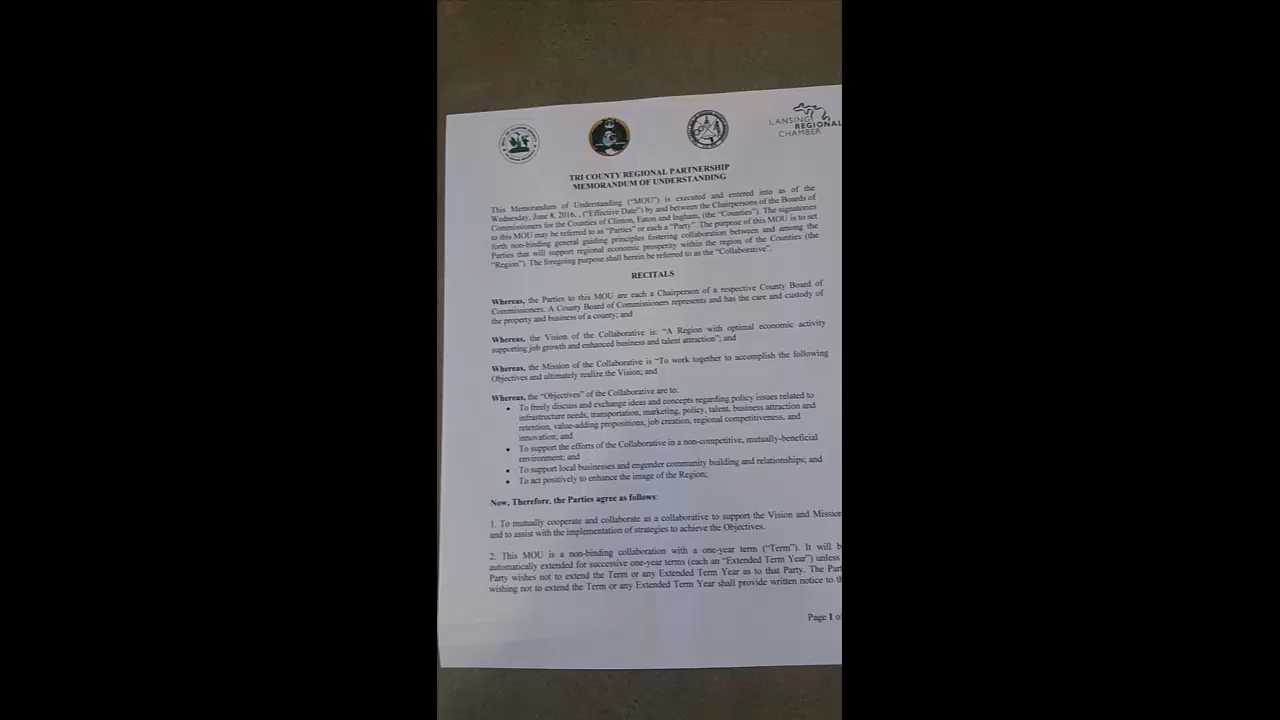 LANSING
REGIONAL
CHAMBER
TRI COUNTY REGIONAL PARTNERSHIP
MEMORANDUM OF UNDERSTANDING
This Memorandum of Understanding ("MOU") is executed and entered into as of the
Wednesday, June 8, 2016, , ("Effective Date") by and between the Chairpersons of the Boards of
Commissioners for the Counties of Clinton, Eaton and Ingham, (the "Counties"). The signatories
to this MOU may be referred to as "Parties" or each a "Party". The purpose of this MOU is to set
forth non-binding general guiding principles fostering collaboration between and among the
Parties that will support regional economic prosperity within the region of the Counties (the
"Region"). The foregoing purpose shall herein be referred to as the "Collaborative".
RECITALS
Whereas, the Parties to this MOU are each a Chairperson of a respective County Board of
Commissioners. A County Board of Commissioners represents and has the care and custody of
the property and business of a county; and
Whereas, the Vision of the Collaborative is: "A Region with optimal economic activity
supporting job growth and enhanced business and talent attraction"; and
Whereas, the Mission of the Collaborative is "To work together to accomplish the following
Objectives and ultimately realize the Vision; and
Whereas, the "Objectives" of the Collaborative are to:
• To freely discuss and exchange ideas and concepts regarding policy issues related to
infrastructure needs, transportation, marketing, policy, talent, business attraction and
retention, value-adding propositions, job creation, regional competitiveness, and
innovation; and
• To support the efforts of the Collaborative in a non-competitive, mutually-beneficial
environment; and
• To support local businesses and engender community building and relationships; and
• To act positively to enhance the image of the Region;
Now, Therefore, the Parties agree as follows:
1. To mutually cooperate and collaborate as a collaborative to support the Vision and Mission
and to assist with the implementation of strategies to achieve the Objectives.
2. This MOU is a non-binding collaboration with a one-year term ("Term"). It will b
automatically extended for successive one-year terms (each an "Extended Term Year") unless
Party wishes not to extend the Term or any Extended Term Year as to that Party. The Part
wishing not to extend the Term or any Extended Term Year shall provide written notice to th
Page 1 o